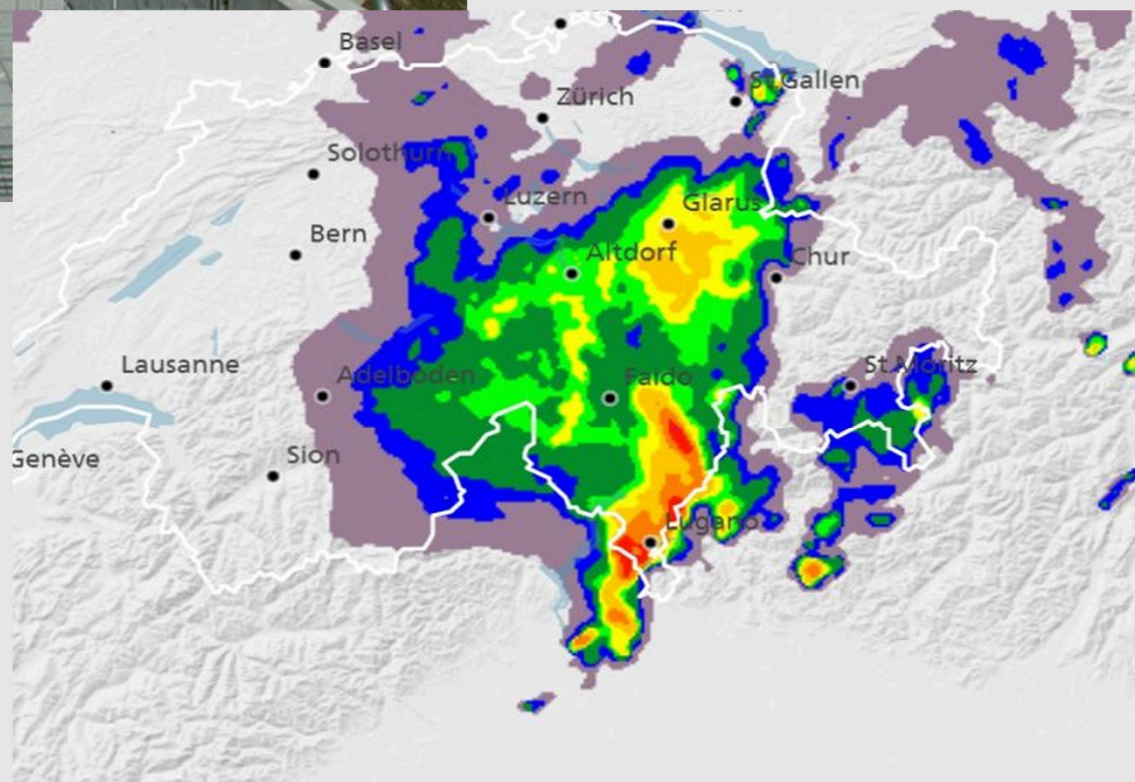 Basel
Zürich
St.Gallen
Solothurn
Luzern
Glarus
Bern
Altdorf
Chur
Lausanne
Adelboden
Faido
St.Moritz
Genève
Sion
Lugano